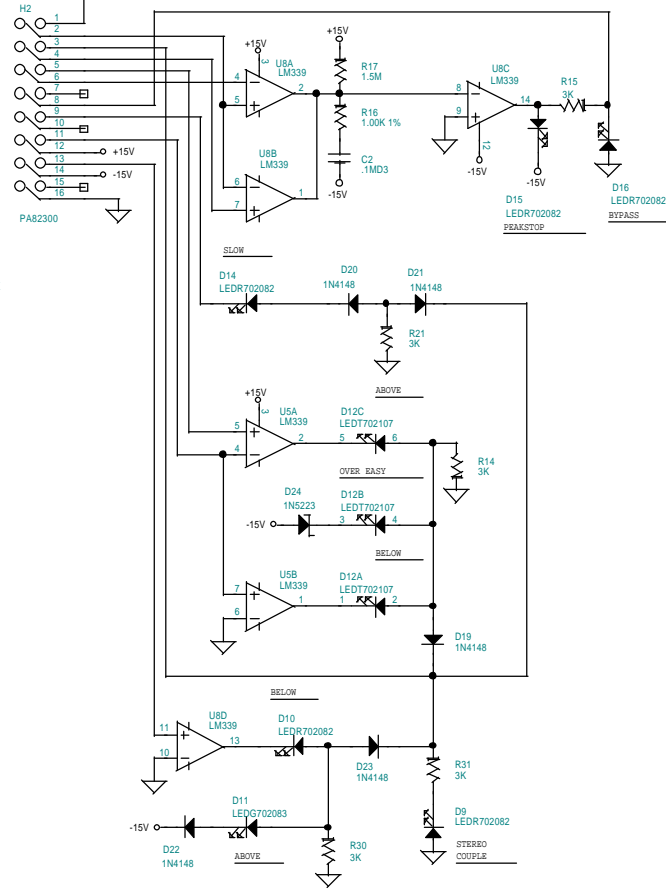 H2
1
2
3
4
5
6
7
8
9
10
11
12
13
14
15
16
+15V
-15V
PA82300
+15V
3
U8A
LM339
4
5
2
U8B
LM339
6
7
1
+15V
R17
1.5M
R16
1.00K 1%
C2
.1MD3
-15V
U8C
LM339
8
9
14
12
-15V
R15
3K
-15V
D15
LEDR702082
PEAKSTOP
D16
LEDR702082
BYPASS
SLOW
D14
LEDR702082
D20
1N4148
D21
1N4148
R21
3K
ABOVE
+15V
3
U5A
LM339
5
4
2
D12C
LEDT702107
5
6
R14
3K
OVER EASY
D24
1N5223
-15V
D12B
LEDT702107
3
4
BELOW
U5B
LM339
7
6
1
D12A
LEDT702107
1
2
D19
1N4148
BELOW
U8D
LM339
11
10
13
D10
LEDR702082
D23
1N4148
R31
3K
D11
LEDG702083
-15V
D22
1N4148
ABOVE
R30
3K
D9
LEDR702082
STEREO
COUPLE